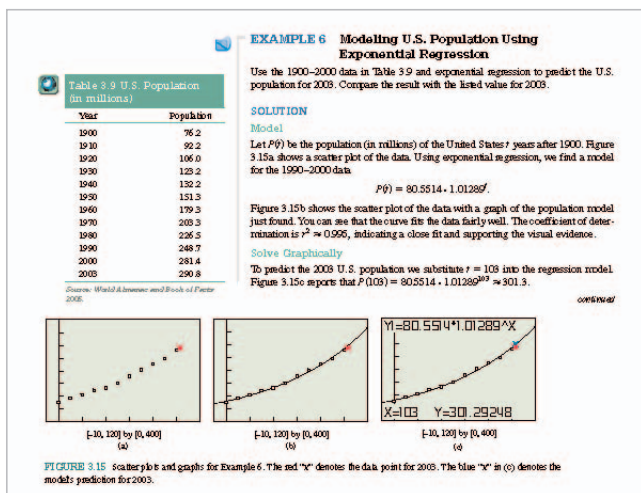 EXAMPLE 6 Modeling U.S. Population Using
Exponential Regression
Use the 1900–2000 data in Table 3.9 and exponential regression to predict the U.S.
population for 2003. Compare the result with the listed value for 2003.
SOLUTION
Model
Let P(t) be the population (in millions) of the United States t years after 1900. Figure
3.15a shows a scatter plot of the data. Using exponential regression, we find a model
for the 1990–2000 data
P(t) = 80.5514 · 1.01289^t.
Figure 3.15b shows the scatter plot of the data with a graph of the population model
just found. You can see that the curve fits the data fairly well. The coefficient of deter-
mination is r² ≈ 0.995, indicating a close fit and supporting the visual evidence.
Solve Graphically
To predict the 2003 U.S. population we substitute t = 103 into the regression model.
Figure 3.15c reports that P(103) = 80.5514 · 1.01289^103 ≈ 301.3.
continued
Table 3.9 U.S. Population
(in millions)
Year Population
1900 76.2
1910 92.2
1920 106.0
1930 123.2
1940 132.2
1950 151.3
1960 179.3
1970 203.3
1980 226.5
1990 248.7
2000 281.4
2003 290.8
Source: World Almanac and Book of Facts
2005.
Y1=80.5514*1.01289^X
X=103 Y=301.29248
[–10, 120] by [0, 400]
(a)
[–10, 120] by [0, 400]
(b)
[–10, 120] by [0, 400]
(c)
FIGURE 3.15 Scatter plots and graphs for Example 6. The red "x" denotes the data point for 2003. The blue "x" in (c) denotes the
model's prediction for 2003.